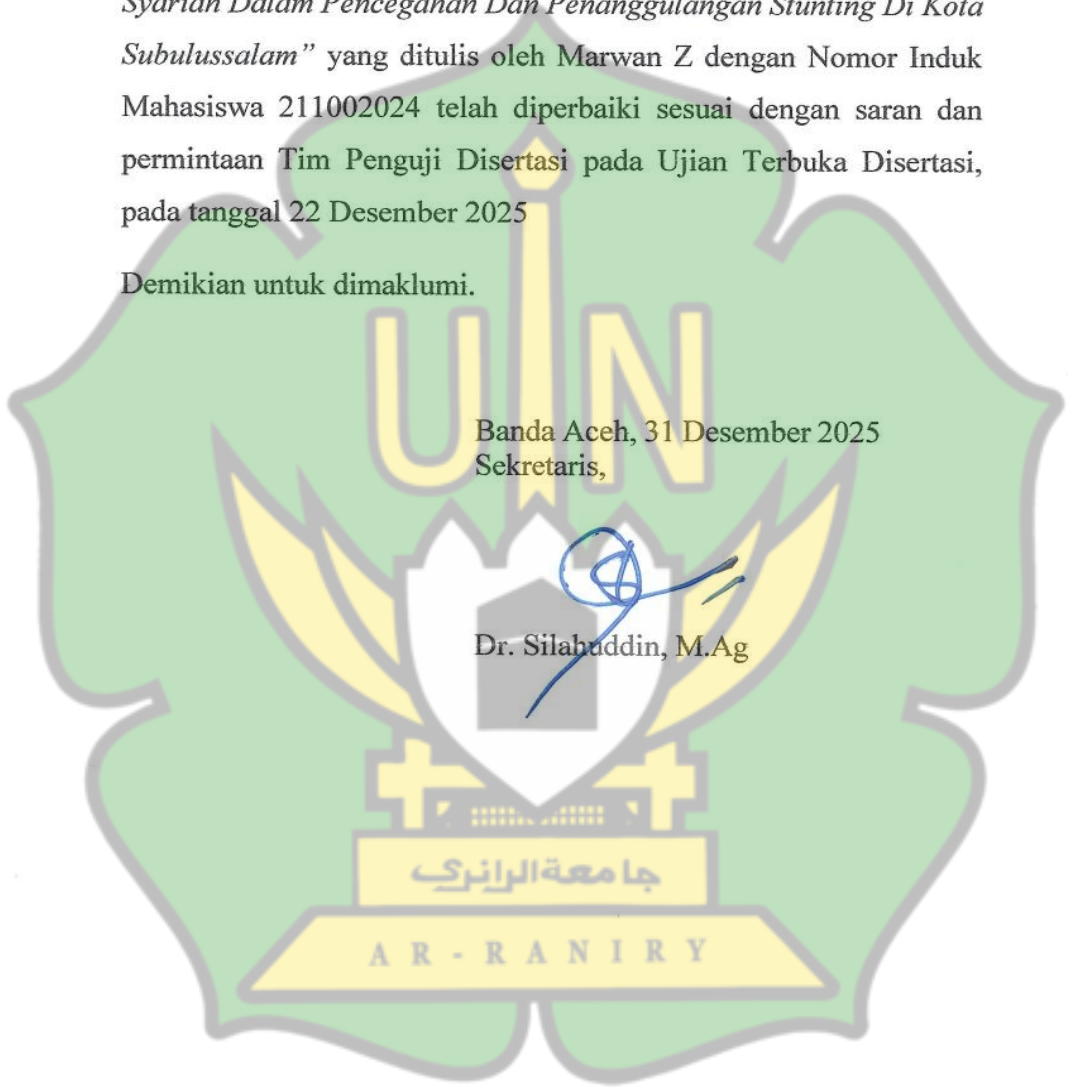 Syariah Dalam Pencegahan Dan Penanggulangan Stunting Di Kota
Subulussalam” yang ditulis oleh Marwan Z dengan Nomor Induk
Mahasiswa 211002024 telah diperbaiki sesuai dengan saran dan
permintaan Tim Penguji Disertasi pada Ujian Terbuka Disertasi,
pada tanggal 22 Desember 2025
Demikian untuk dimaklumi.
UIN
Banda Aceh, 31 Desember 2025
Sekretaris,
Dr. Silahuddin, M.Ag
جامعةالرانري
AR-RANIRY